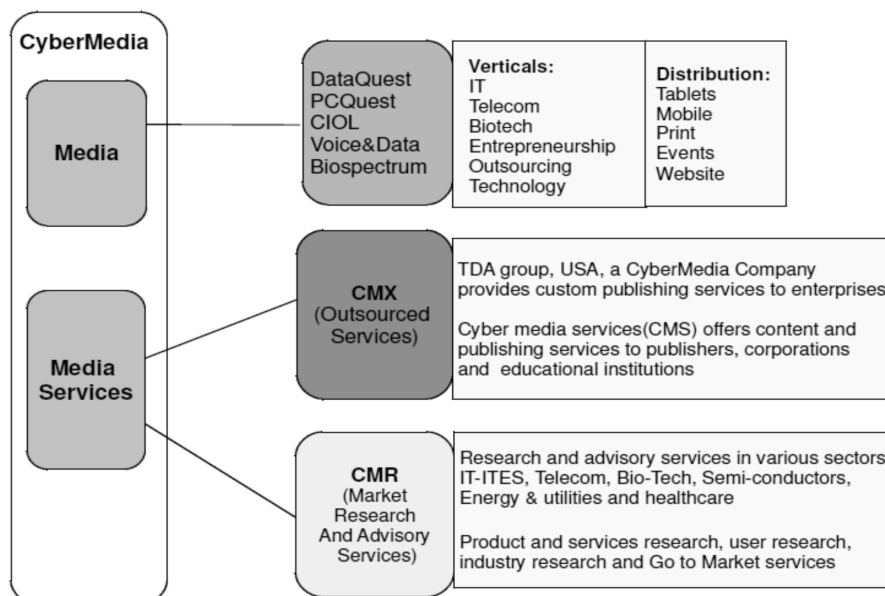 CyberMedia
Media
DataQuest
PCQuest
CIOL
Voice&Data
Biospectrum
Verticals:
IT
Telecom
Biotech
Entrepreneurship
Outsourcing
Technology
Distribution:
Tablets
Mobile
Print
Events
Website
Media
Services
CMX
(Outsourced
Services)
TDA group, USA, a CyberMedia Company
provides custom publishing services to enterprises
Cyber media services(CMS) offers content and
publishing services to publishers, corporations
and educational institutions
CMR
(Market
Research
And Advisory
Services)
Research and advisory services in various sectors
IT-ITES, Telecom, Bio-Tech, Semi-conductors,
Energy & utilities and healthcare
Product and services research, user research,
industry research and Go to Market services